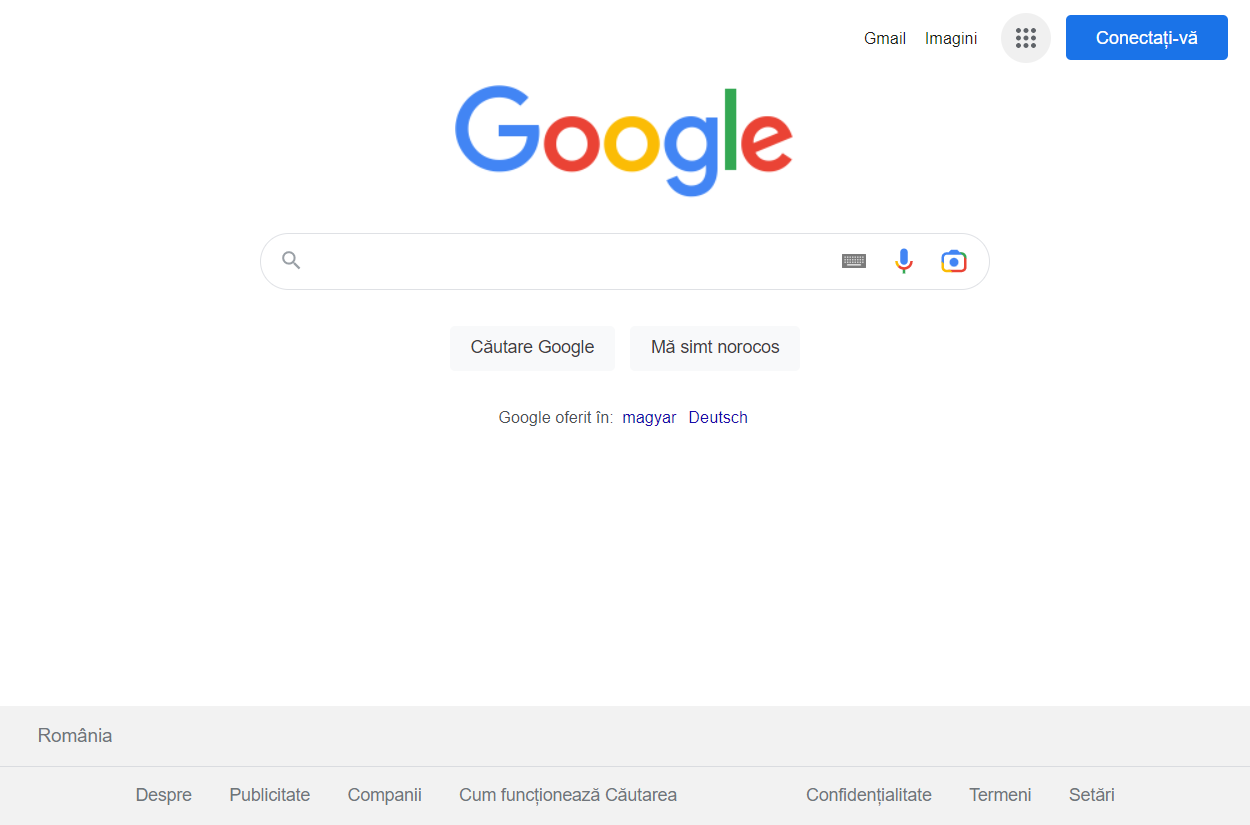 Gmail Imagini Conectați-vă
Google
Căutare Google Mă simt norocos
Google oferit în: magyar Deutsch
România
Despre Publicitate Companii Cum funcționează Căutarea Confidențialitate Termeni Setări